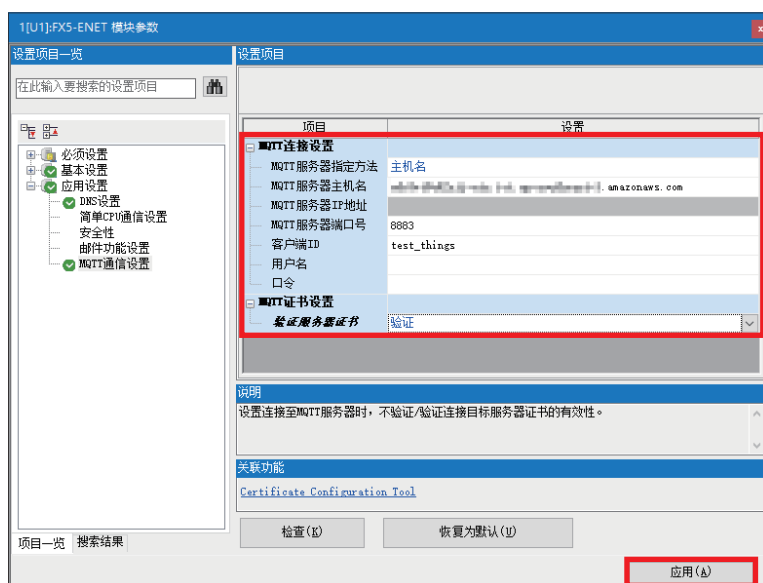 1[U1]:FX5-ENET 模块参数
设置项目一览
在此输入要搜索的设置项目
必须设置
基本设置
应用设置
DNS设置
简单CPU通信设置
安全性
邮件功能设置
MQTT通信设置
项目一览 搜索结果
设置项目
项目 设置
MQTT连接设置
MQTT服务器指定方法 主机名
MQTT服务器主机名 .amazonaws.com
MQTT服务器IP地址
MQTT服务器端口号 8883
客户端ID test_things
用户名
口令
MQTT证书设置
验证服务器证书 验证
说明
设置连接至MQTT服务器时，不验证/验证连接目标服务器证书的有效性。
关联功能
Certificate Configuration Tool
检查(K) 恢复为默认(U)
应用(A)